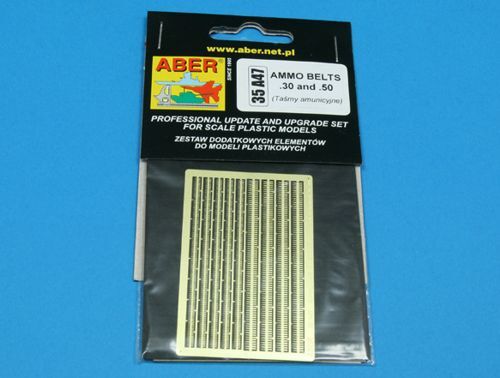 www.aber.net.pl
ABER®
SINCE 1995
35 A47
AMMO BELTS
.30 and .50
(Taśmy amunicyjne)
PROFESSIONAL UPDATE AND UPGRADE SET
FOR SCALE PLASTIC MODELS
ZESTAW DODATKOWYCH ELEMENTÓW
DO MODELI PLASTIKOWYCH